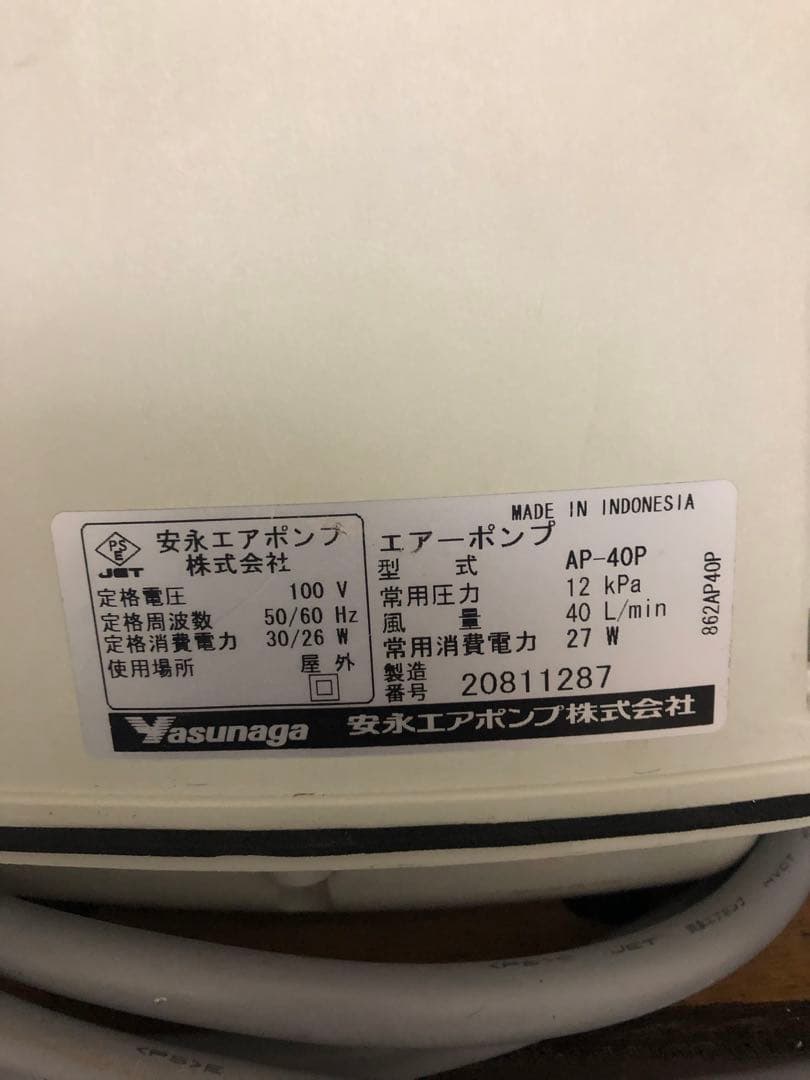 MADE IN INDONESIA
PS
E
JET
安永エアポンプ
株式会社
定格電圧 100 V
定格周波数 50/60 Hz
定格消費電力 30/26 W
使用場所 屋 外
エアーポンプ
型 式 AP-40P
常用圧力 12 kPa
風 量 40 L/min
常用消費電力 27 W
製造
番号 20811287
862AP40P
Yasunaga 安永エアポンプ株式会社
<PS>E JET
<PS>E